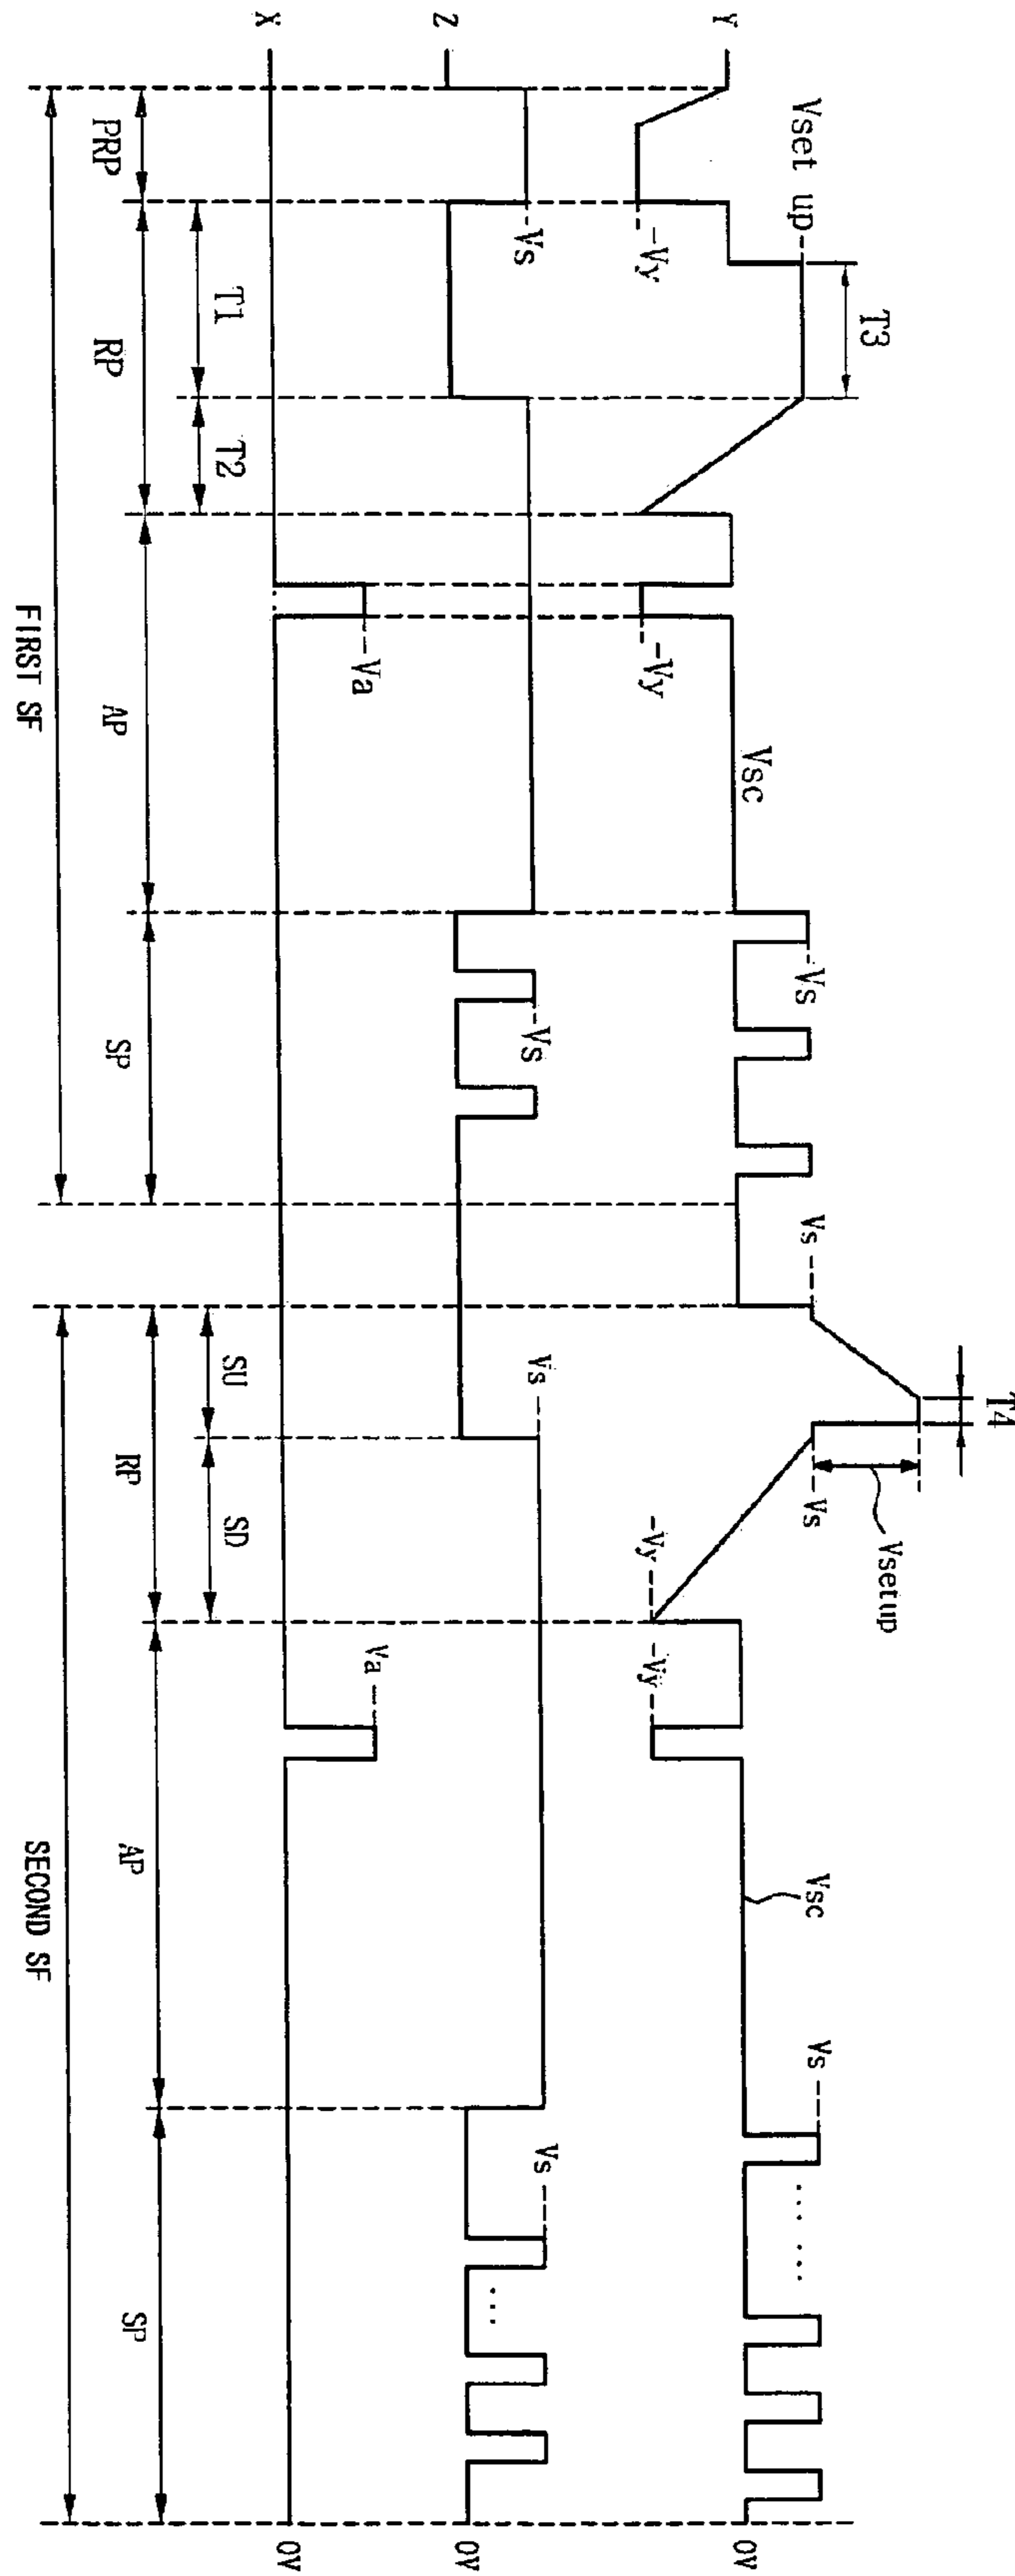 T4
Vsetup
T3
Vset up
Vs
Vs
Vs
Vsc
Vs
Y
Vsc
0V
-Vy
-Vy
-Vy
-Vy
Vs
Vs
Vs
Vs
Z
0V
Va
Va
X
0V
T1
T2
SU
SD
PRP
RP
AP
SP
RP
AP
SP
FIRST SF
SECOND SF